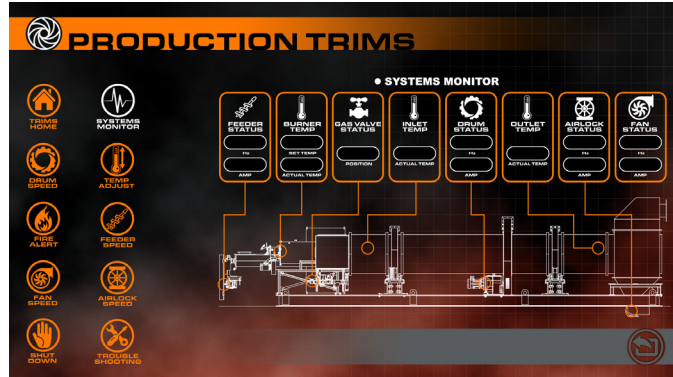 PRODUCTION TRIMS
● SYSTEMS MONITOR
TRIMS
HOME
SYSTEMS
MONITOR
DRUM
SPEED
TEMP
ADJUST
FIRE
ALERT
FEEDER
SPEED
FAN
SPEED
AIRLOCK
SPEED
SHUT
DOWN
TROUBLE
SHOOTING
FEEDER
STATUS
Hz
AMP
BURNER
TEMP
SET TEMP
ACTUAL TEMP
GAS VALVE
STATUS
POSITION
INLET
TEMP
ACTUAL TEMP
DRUM
STATUS
Hz
AMP
OUTLET
TEMP
ACTUAL TEMP
AIRLOCK
STATUS
Hz
AMP
FAN
STATUS
Hz
AMP